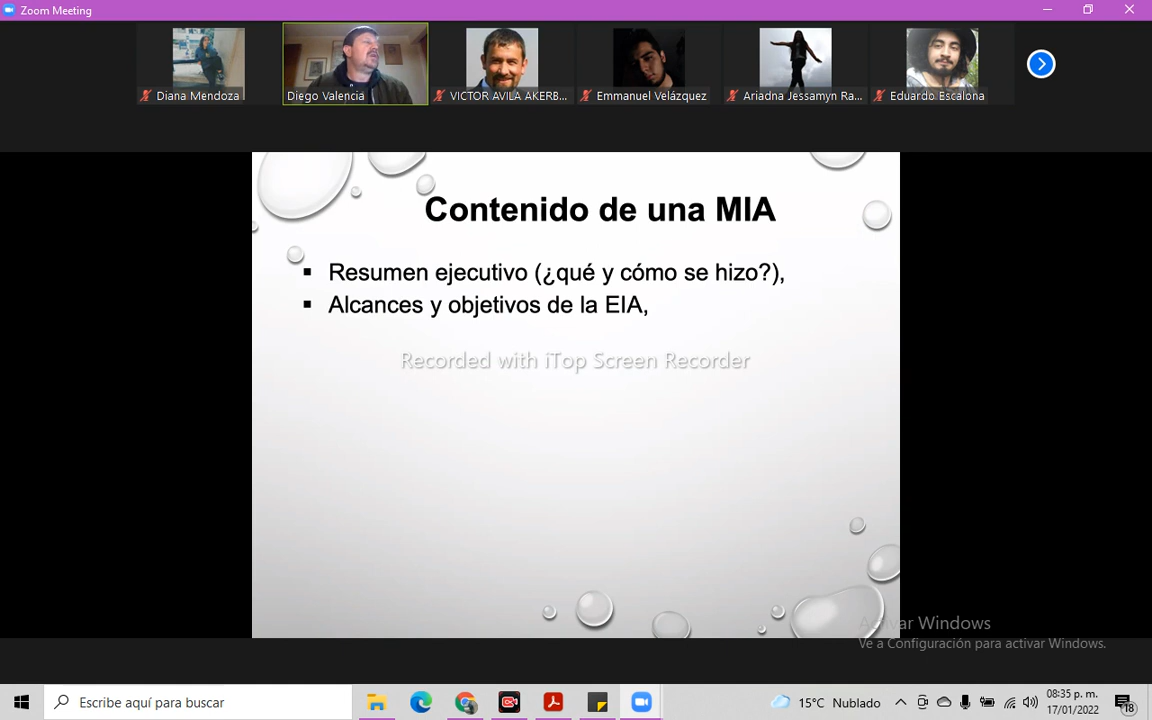 Zoom Meeting
Diana Mendoza
Diego Valencia
VICTOR AVILA AKERB...
Emmanuel Velázquez
Ariadna Jessamyn Ra...
Eduardo Escalona
Contenido de una MIA
▪ Resumen ejecutivo (¿qué y cómo se hizo?),
▪ Alcances y objetivos de la EIA,
Recorded with iTop Screen Recorder
Activar Windows
Ve a Configuración para activar Windows.
Escribe aquí para buscar
15°C Nublado
08:35 p. m.
17/01/2022
18